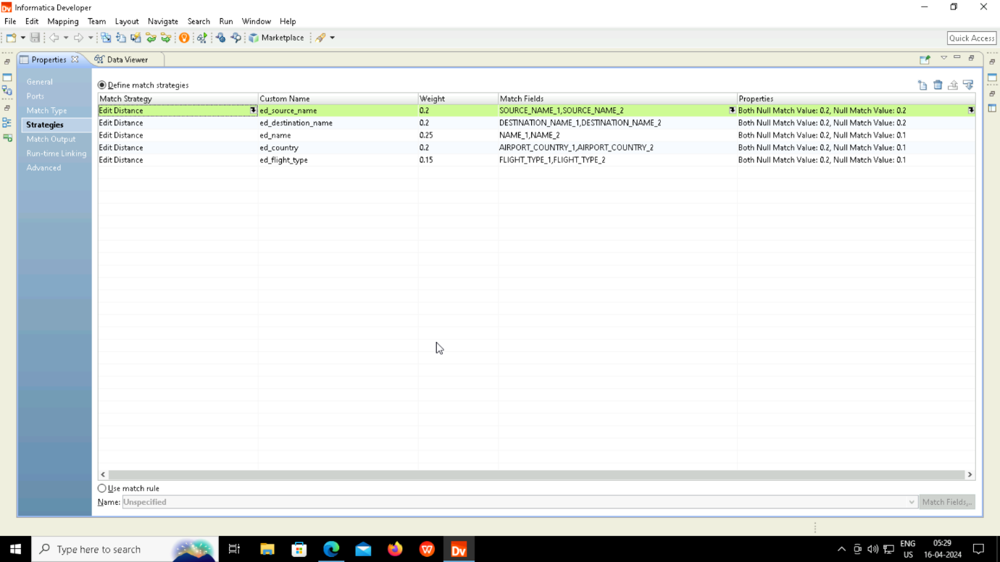 Informatica Developer
File Edit Mapping Team Layout Navigate Search Run Window Help
Marketplace
Quick Access
Properties Data Viewer
General
Ports
Match Type
Strategies
Match Output
Run-time Linking
Advanced
Define match strategies
Match Strategy Custom Name Weight Match Fields Properties
Edit Distance ed_source_name 0.2 SOURCE_NAME_1,SOURCE_NAME_2 Both Null Match Value: 0.2, Null Match Value: 0.2
Edit Distance ed_destination_name 0.2 DESTINATION_NAME_1,DESTINATION_NAME_2 Both Null Match Value: 0.2, Null Match Value: 0.2
Edit Distance ed_name 0.25 NAME_1,NAME_2 Both Null Match Value: 0.2, Null Match Value: 0.1
Edit Distance ed_country 0.2 AIRPORT_COUNTRY_1,AIRPORT_COUNTRY_2 Both Null Match Value: 0.2, Null Match Value: 0.1
Edit Distance ed_flight_type 0.15 FLIGHT_TYPE_1,FLIGHT_TYPE_2 Both Null Match Value: 0.2, Null Match Value: 0.1
Use match rule
Name: Unspecified Match Fields...
Type here to search
Dv
ENG
US
05:29
16-04-2024